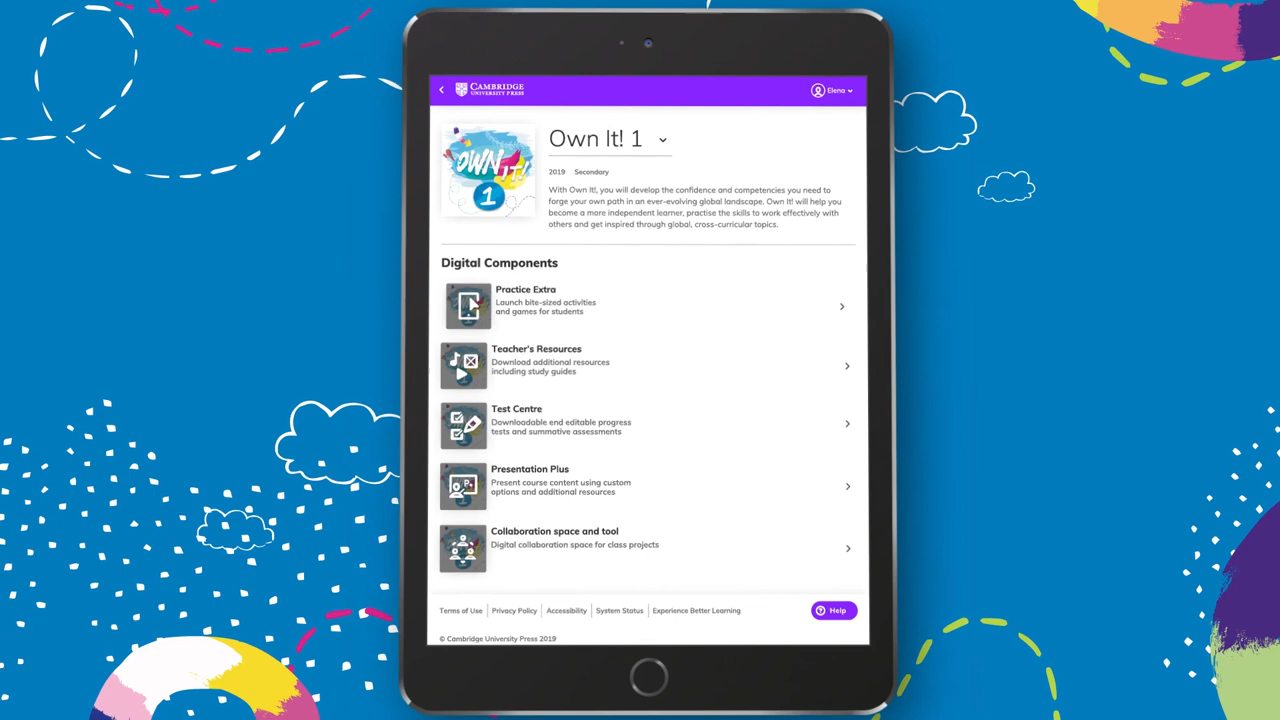 CAMBRIDGE
UNIVERSITY PRESS
Elena
OWN IT!
1
Own It! 1
2019 Secondary
With Own It!, you will develop the confidence and competencies you need to
forge your own path in an ever-evolving global landscape. Own It! will help you
become a more independent learner, practise the skills to work effectively with
others and get inspired through global, cross-curricular topics.
Digital Components
Practice Extra
Launch bite-sized activities
and games for students
Teacher's Resources
Download additional resources
including study guides
Test Centre
Downloadable end editable progress
tests and summative assessments
Presentation Plus
Present course content using custom
options and additional resources
P+
Collaboration space and tool
Digital collaboration space for class projects
Terms of Use | Privacy Policy | Accessibility | System Status | Experience Better Learning
Help
© Cambridge University Press 2019